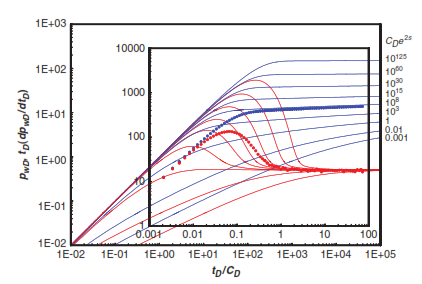 1E+03
1E+02
1E+01
1E+00
1E-01
1E-02
p_wD, t_D(dp_wD/dt_D)
10000
1000
100
10
1
0.001 0.01 0.1 1 10 100
1E-02 1E-01 1E+00 1E+01 1E+02 1E+03 1E+04 1E+05
t_D/C_D
C_De^2s
10^125
10^60
10^30
10^15
10^8
10^3
1
0.01
0.001